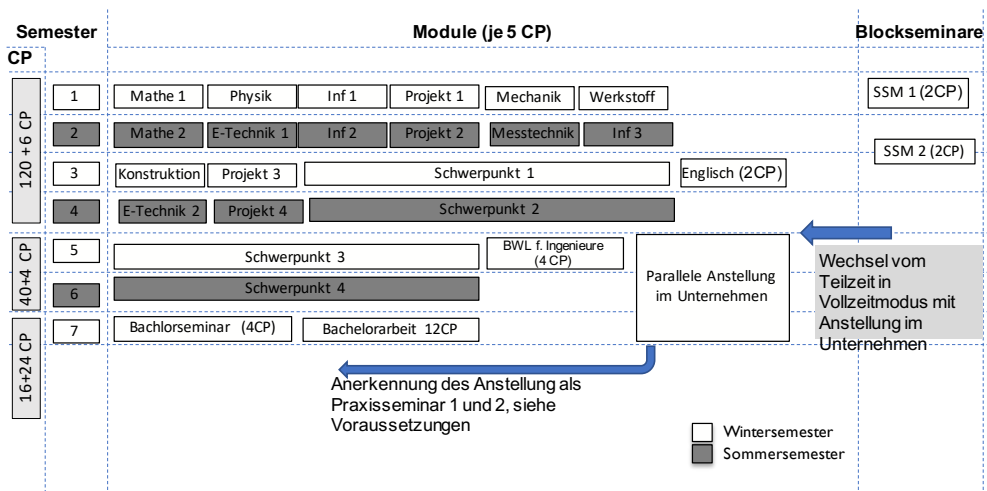 Semester
Module (je 5 CP)
Blockseminare
CP
120 +6 CP
1
Mathe 1
Physik
Inf 1
Projekt 1
Mechanik
Werkstoff
SSM 1 (2CP)
2
Mathe 2
E-Technik 1
Inf 2
Projekt 2
Messtechnik
Inf 3
SSM 2 (2CP)
3
Konstruktion
Projekt 3
Schwerpunkt 1
Englisch (2CP)
4
E-Technik 2
Projekt 4
Schwerpunkt 2
40+4 CP
5
Schwerpunkt 3
BWL f. Ingenieure
(4 CP)
Parallele Anstellung
im Unternehmen
Wechsel vom
Teilzeit in
Vollzeitmodus mit
Anstellung im
Unternehmen
6
Schwerpunkt 4
16+24 CP
7
Bachlorseminar (4CP)
Bachelorarbeit 12CP
Anerkennung des Anstellung als
Praxisseminar 1 und 2, siehe
Voraussetzungen
Wintersemester
Sommersemester